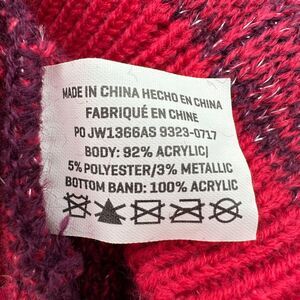 MADE IN CHINA HECHO EN CHINA
FABRIQUÉ EN CHINE
PO JW1366AS 9323-0717
BODY: 92% ACRYLIC/
5% POLYESTER/3% METALLIC
BOTTOM BAND: 100% ACRYLIC